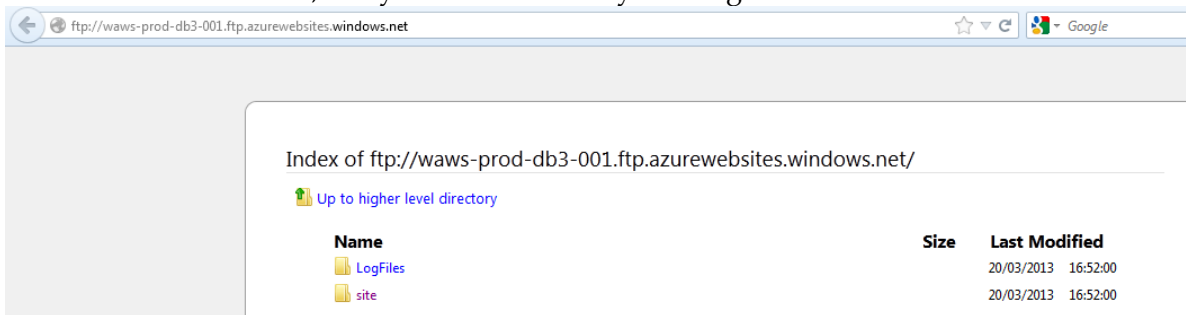 ftp://waws-prod-db3-001.ftp.azurewebsites.windows.net Google
Index of ftp://waws-prod-db3-001.ftp.azurewebsites.windows.net/
Up to higher level directory
Name Size Last Modified
LogFiles 20/03/2013 16:52:00
site 20/03/2013 16:52:00